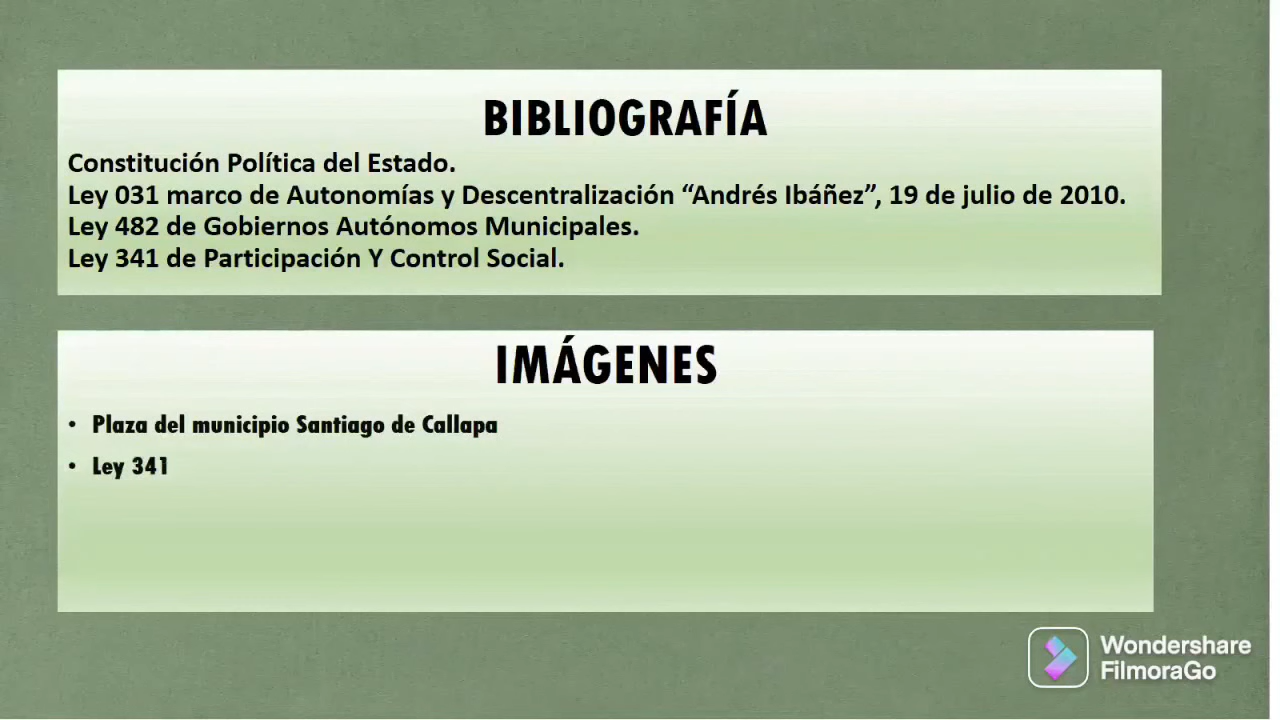 BIBLIOGRAFÍA
Constitución Política del Estado.
Ley 031 marco de Autonomías y Descentralización “Andrés Ibáñez”, 19 de julio de 2010.
Ley 482 de Gobiernos Autónomos Municipales.
Ley 341 de Participación Y Control Social.
IMÁGENES
• Plaza del municipio Santiago de Callapa
• Ley 341
Wondershare
FilmoraGo